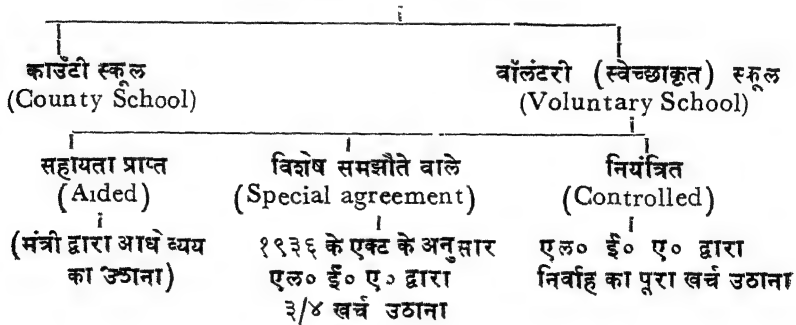 काउंटी स्कूल
(County School)
वॉलंटरी (स्वेच्छाकृत) स्कूल
(Voluntary School)
सहायता प्राप्त
(Aided)
(मंत्री द्वारा आधे व्यय
का उठाना)
विशेष समझौते वाले
(Special agreement)
१९३६ के एक्ट के अनुसार
एल० ई० ए० द्वारा
३/४ खर्च उठाना
नियंत्रित
(Controlled)
एल० ई० ए० द्वारा
निर्वाह का पूरा खर्च उठाना